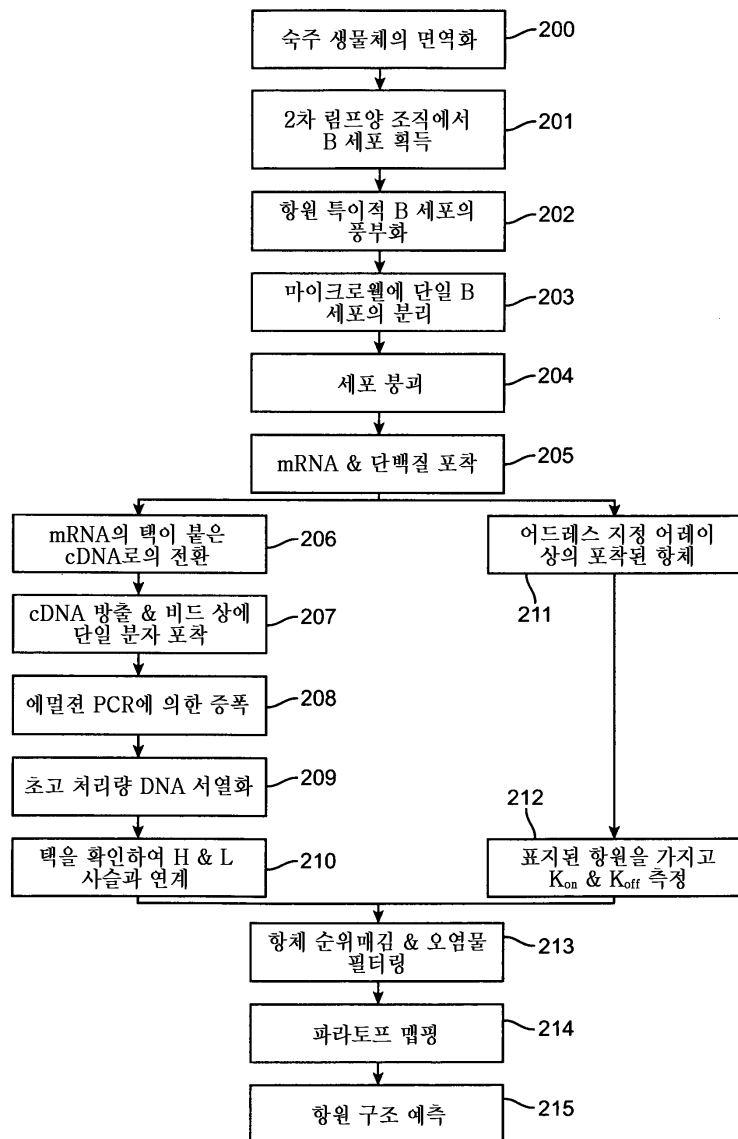 숙주 생물체의 면역화
200
2차 림프양 조직에서
B 세포 획득
201
항원 특이적 B 세포의
풍부화
202
마이크로웰에 단일 B
세포의 분리
203
세포 붕괴
204
mRNA & 단백질 포착
205
mRNA의 택이 붙은
cDNA로의 전환
206
cDNA 방출 & 비드 상에
단일 분자 포착
207
에멀젼 PCR에 의한 증폭
208
초고 처리량 DNA 서열화
209
택을 확인하여 H & L
사슬과 연계
210
어드레스 지정 어레이
상의 포착된 항체
211
212
표지된 항원을 가지고
Kon & Koff 측정
항체 순위매김 & 오염물
필터링
213
파라토프 맵핑
214
항원 구조 예측
215